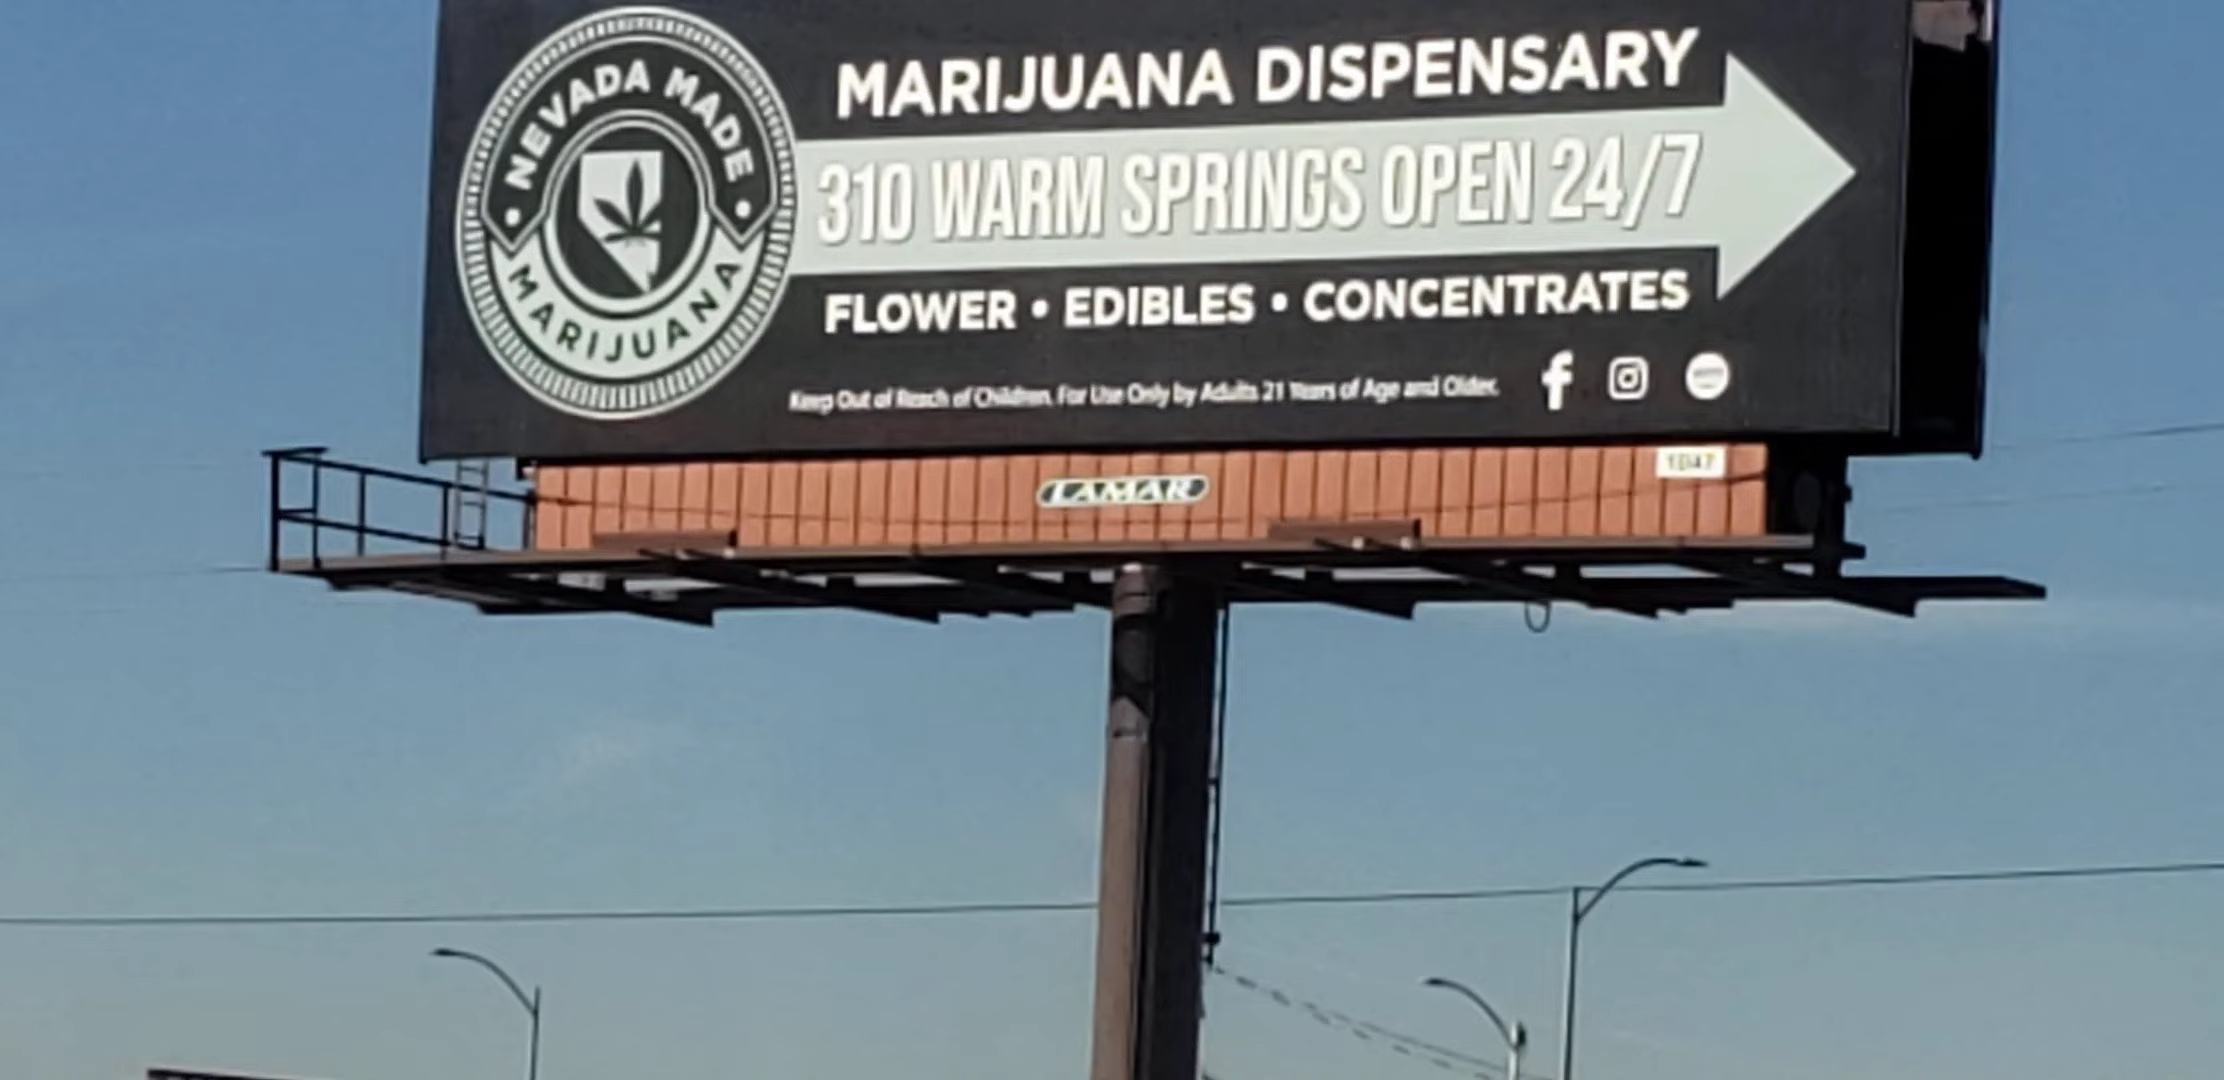 NEVADA MADE
MARIJUANA
MARIJUANA DISPENSARY
310 WARM SPRINGS OPEN 24/7
FLOWER • EDIBLES • CONCENTRATES
Keep Out of Reach of Children. For Use Only by Adults 21 Years of Age and Older.
LAMAR